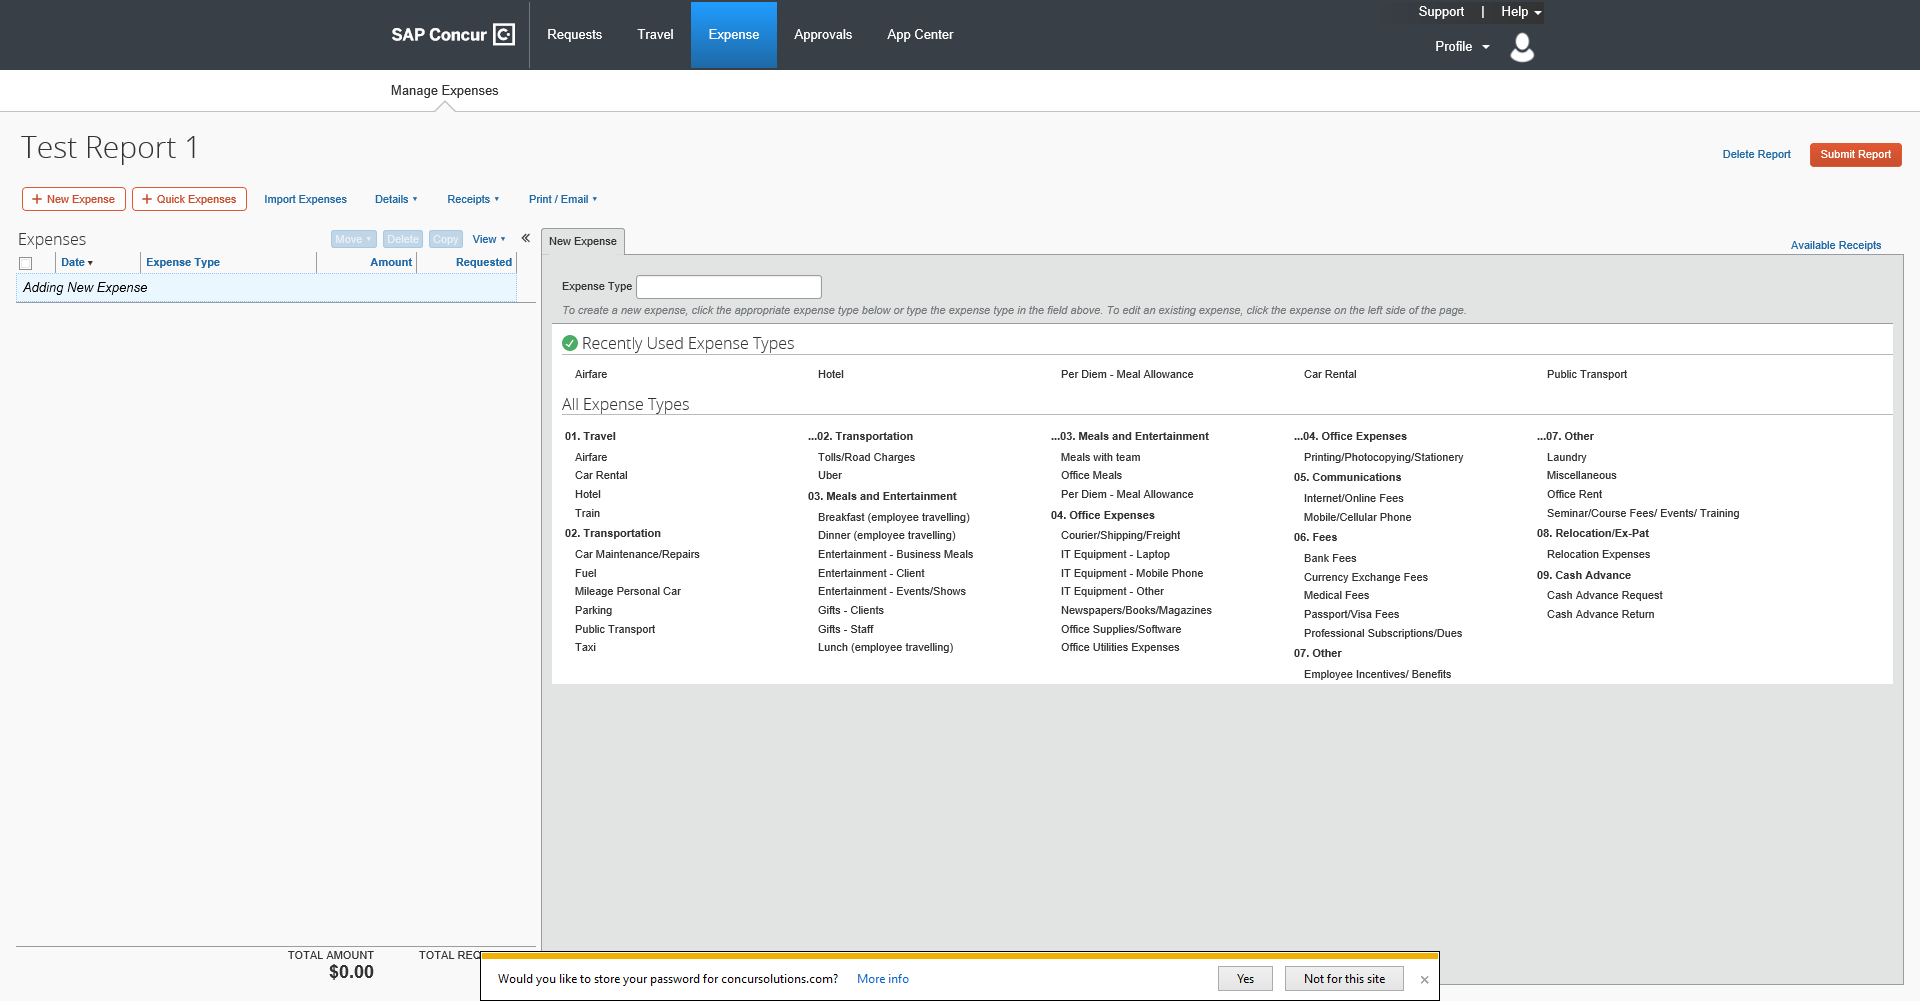 SAP Concur C.
Requests
Travel
Expense
Approvals
App Center
Support | Help
Profile
Manage Expenses
Test Report 1
Delete Report
Submit Report
+ New Expense
+ Quick Expenses
Import Expenses
Details
Receipts
Print / Email
Expenses
Move
Delete
Copy
View
«
Date
Expense Type
Amount
Requested
Adding New Expense
New Expense
Available Receipts
Expense Type
To create a new expense, click the appropriate expense type below or type the expense type in the field above. To edit an existing expense, click the expense on the left side of the page.
Recently Used Expense Types
Airfare
Hotel
Per Diem - Meal Allowance
Car Rental
Public Transport
All Expense Types
01. Travel
Airfare
Car Rental
Hotel
Train
02. Transportation
Car Maintenance/Repairs
Fuel
Mileage Personal Car
Parking
Public Transport
Taxi
...02. Transportation
Tolls/Road Charges
Uber
03. Meals and Entertainment
Breakfast (employee travelling)
Dinner (employee travelling)
Entertainment - Business Meals
Entertainment - Client
Entertainment - Events/Shows
Gifts - Clients
Gifts - Staff
Lunch (employee travelling)
...03. Meals and Entertainment
Meals with team
Office Meals
Per Diem - Meal Allowance
04. Office Expenses
Courier/Shipping/Freight
IT Equipment - Laptop
IT Equipment - Mobile Phone
IT Equipment - Other
Newspapers/Books/Magazines
Office Supplies/Software
Office Utilities Expenses
...04. Office Expenses
Printing/Photocopying/Stationery
05. Communications
Internet/Online Fees
Mobile/Cellular Phone
06. Fees
Bank Fees
Currency Exchange Fees
Medical Fees
Passport/Visa Fees
Professional Subscriptions/Dues
07. Other
Employee Incentives/ Benefits
...07. Other
Laundry
Miscellaneous
Office Rent
Seminar/Course Fees/ Events/ Training
08. Relocation/Ex-Pat
Relocation Expenses
09. Cash Advance
Cash Advance Request
Cash Advance Return
TOTAL AMOUNT
$0.00
TOTAL REQ
Would you like to store your password for concursolutions.com? More info
Yes
Not for this site
×